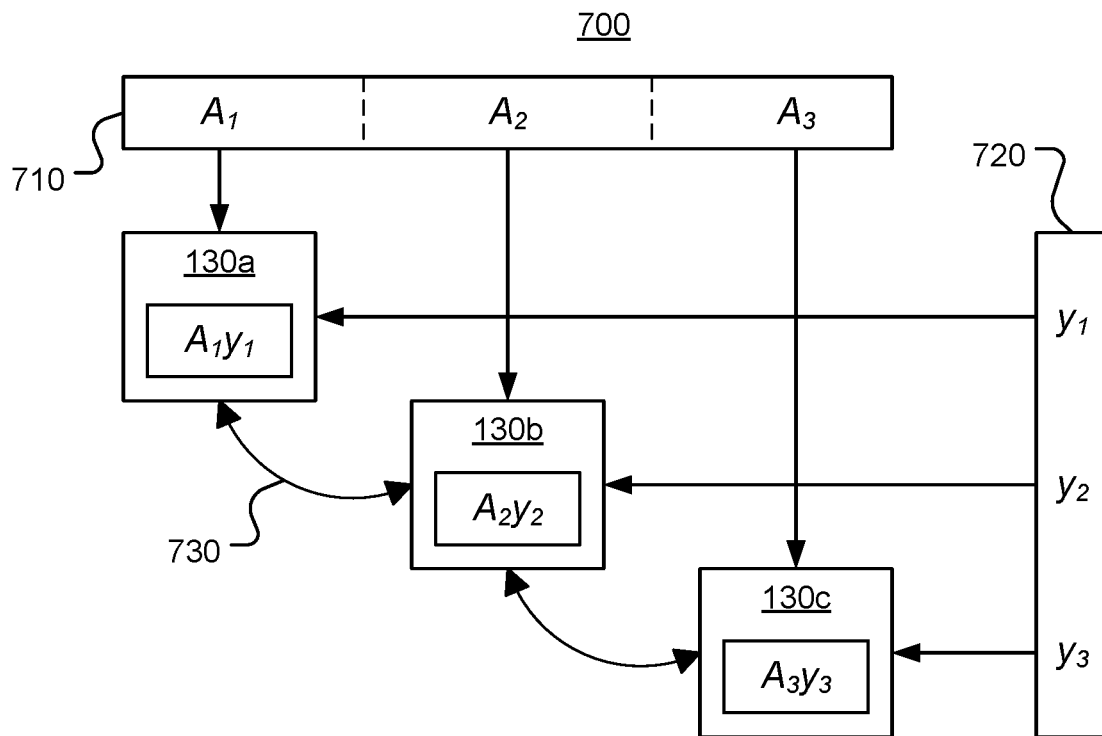 700
A₁ A₂ A₃
710
720
130a
A₁y₁
y₁
130b
A₂y₂
y₂
730
130c
A₃y₃
y₃